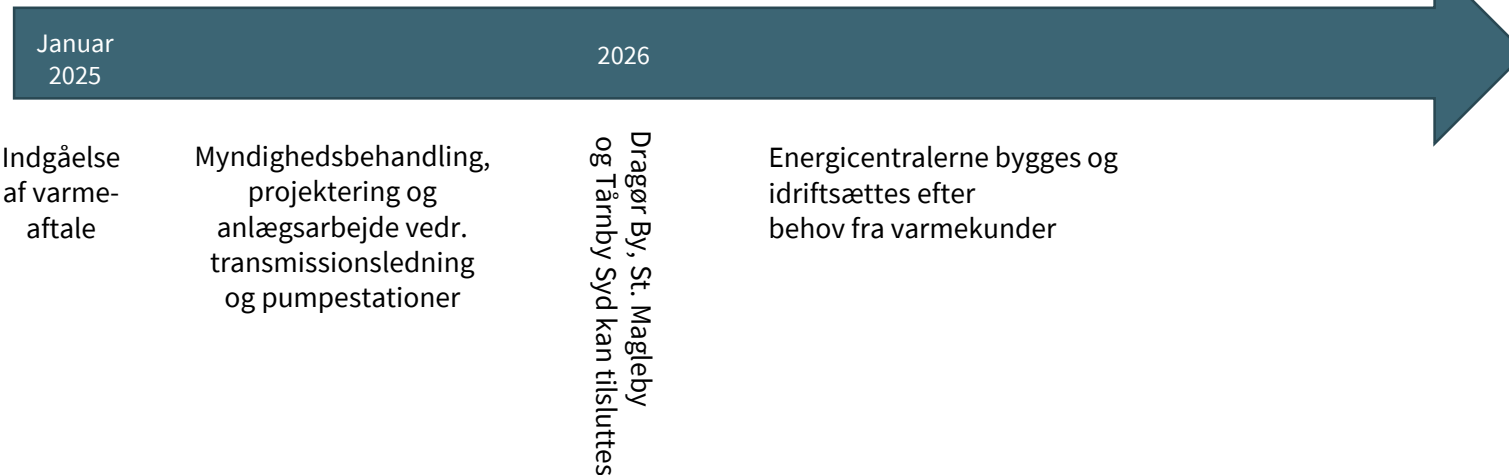 Januar
2025
2026
Indgåelse
af varme-
aftale
Myndighedsbehandling,
projektering og
anlægsarbejde vedr.
transmissionsledning
og pumpestationer
Dragør By, St. Magleby
og Tårnby Syd kan tilsluttes
Energicentralerne bygges og
idriftsættes efter
behov fra varmekunder